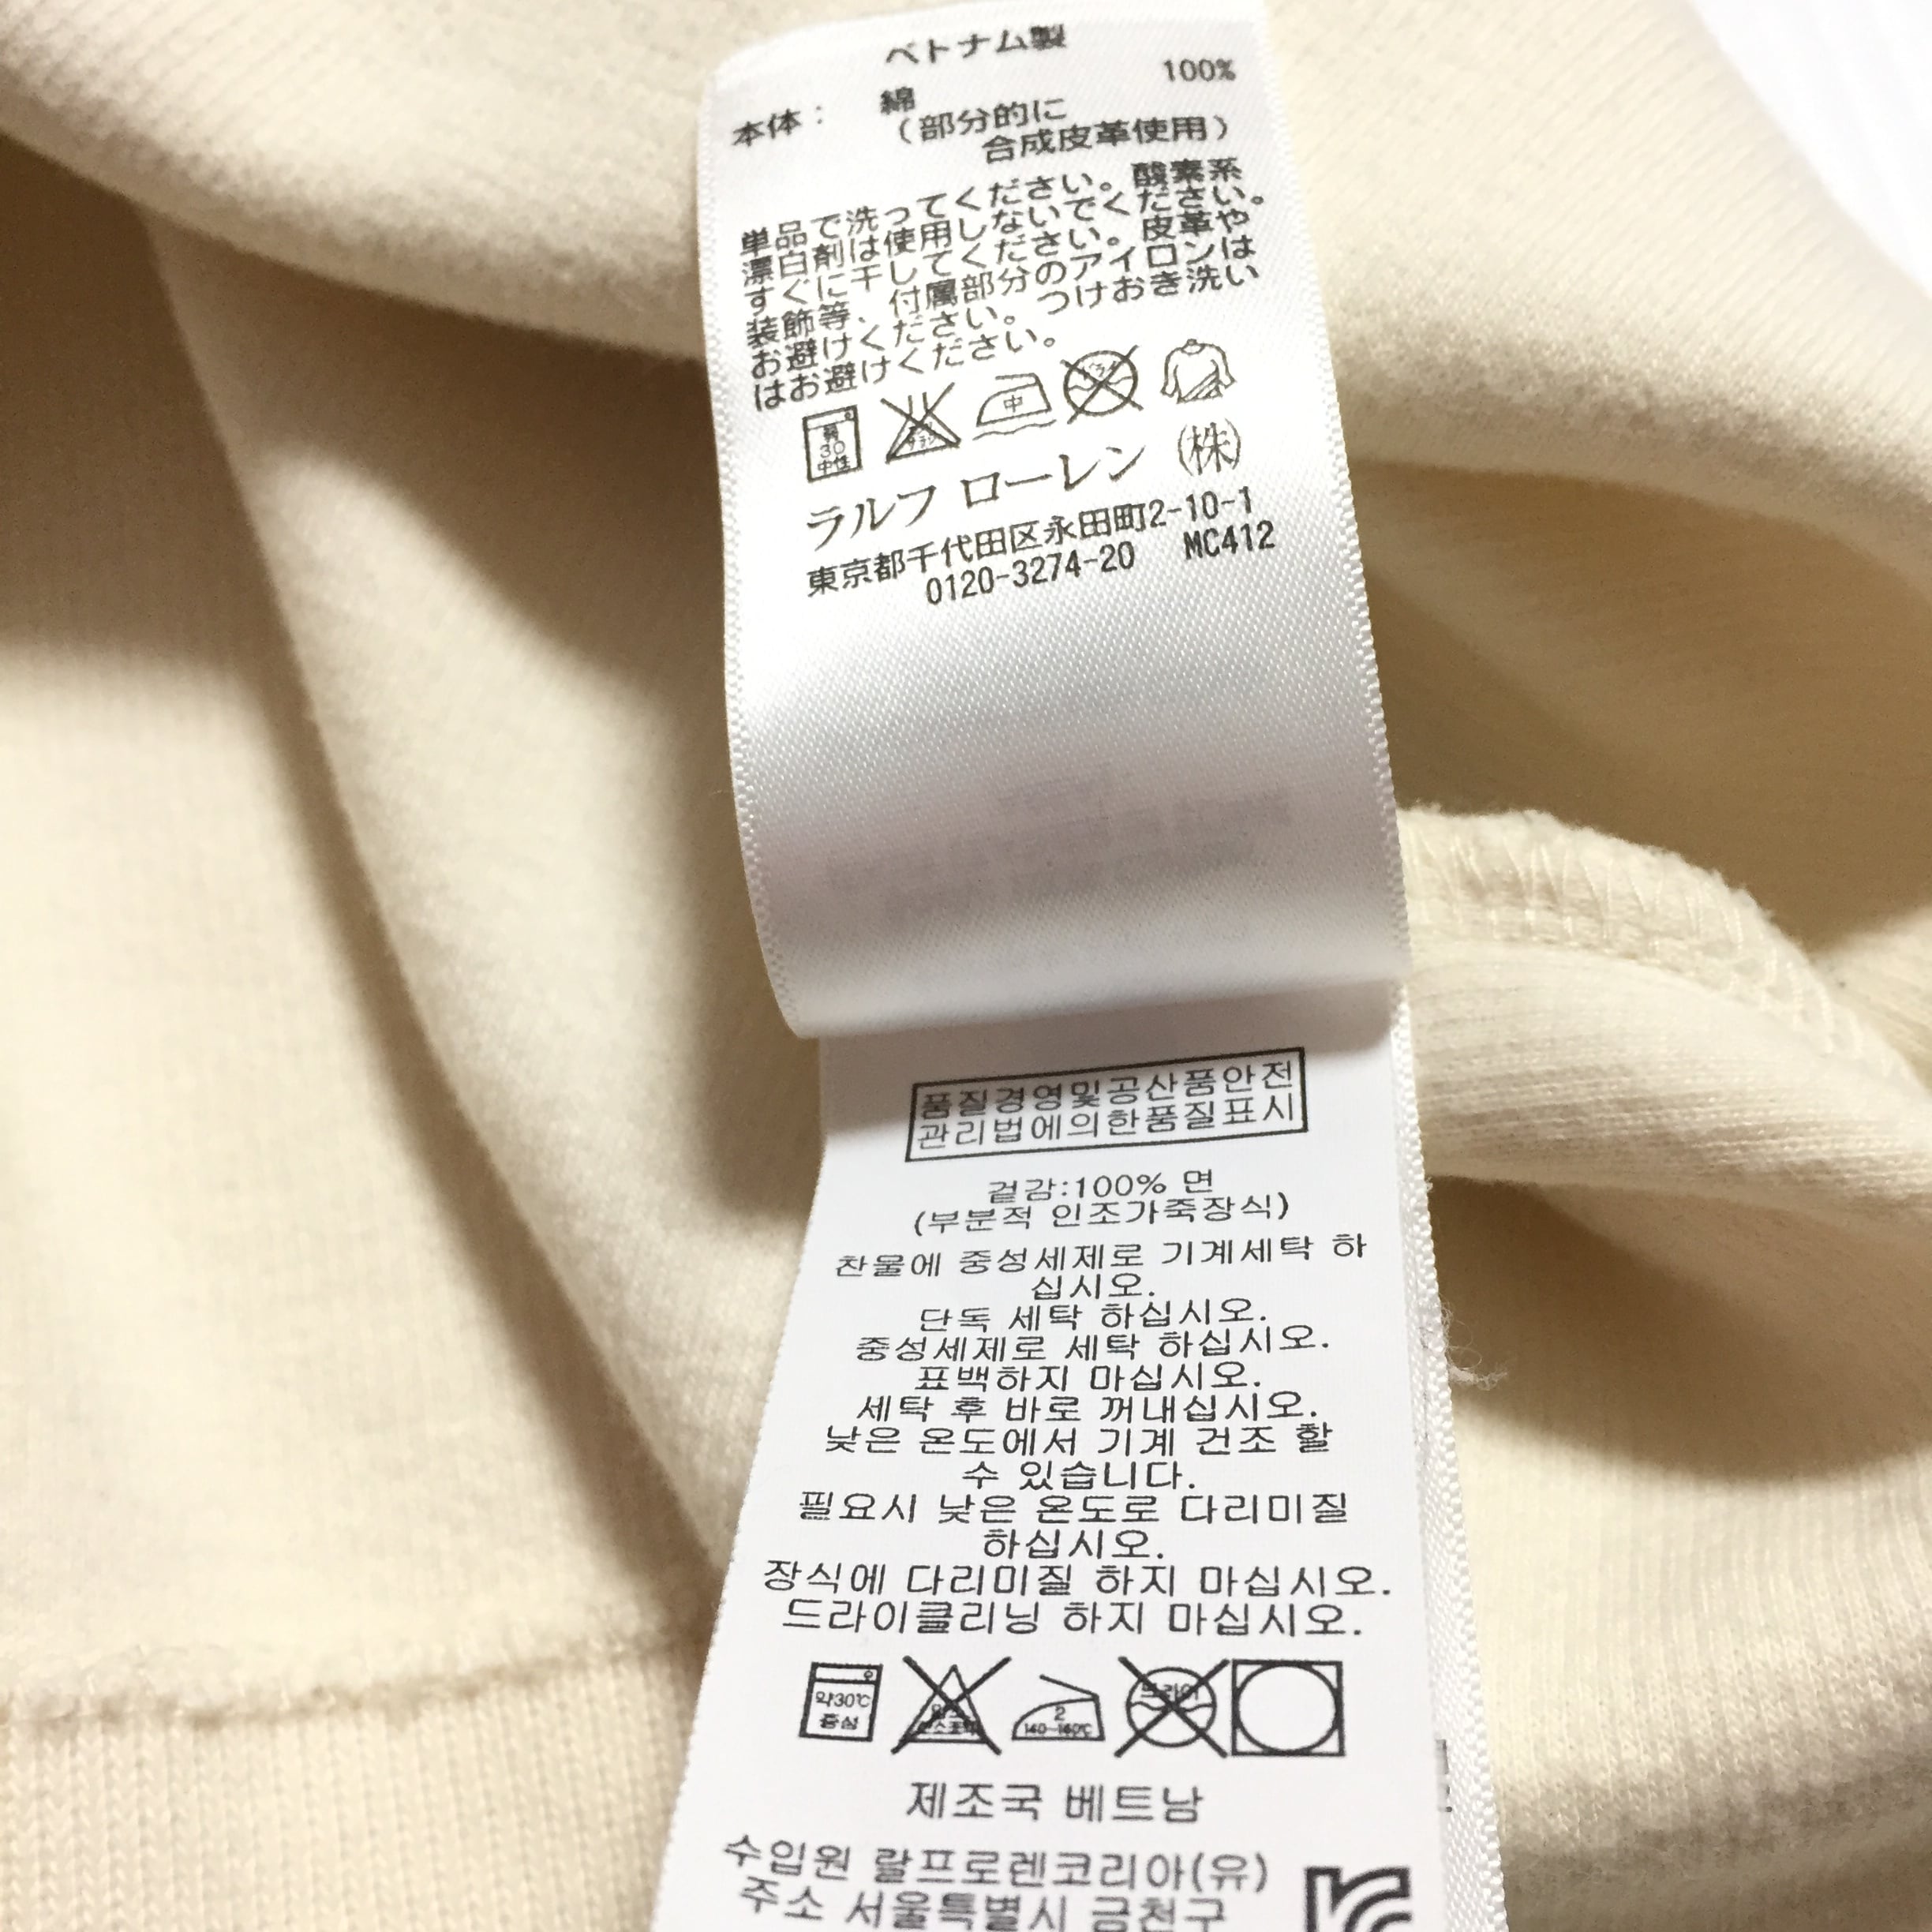 ベトナム製
本体: 綿 100%
(部分的に
合成皮革使用)
単品で洗ってください。酸素系
漂白剤は使用しないでください。
すぐに干してください。皮革や
装飾等、付属部分のアイロンは
お避けください。つけおき洗い
はお避けください。
弱
30
中性
中
ラルフ ローレン (株)
東京都千代田区永田町2-10-1
0120-3274-20 MC412
품질경영및공산품안전
관리법에의한품질표시
겉감:100% 면
(부분적 인조가죽장식)
찬물에 중성세제로 기계세탁 하
십시오.
단독 세탁 하십시오.
중성세제로 세탁 하십시오.
표백하지 마십시오.
세탁 후 바로 꺼내십시오.
낮은 온도에서 기계 건조 할
수 있습니다.
필요시 낮은 온도로 다리미질
하십시오.
장식에 다리미질 하지 마십시오.
드라이클리닝 하지 마십시오.
약30℃
중성
2
140~160℃
드라이
제조국 베트남
수입원 랄프로렌코리아(유)
주소 서울특별시 금천구